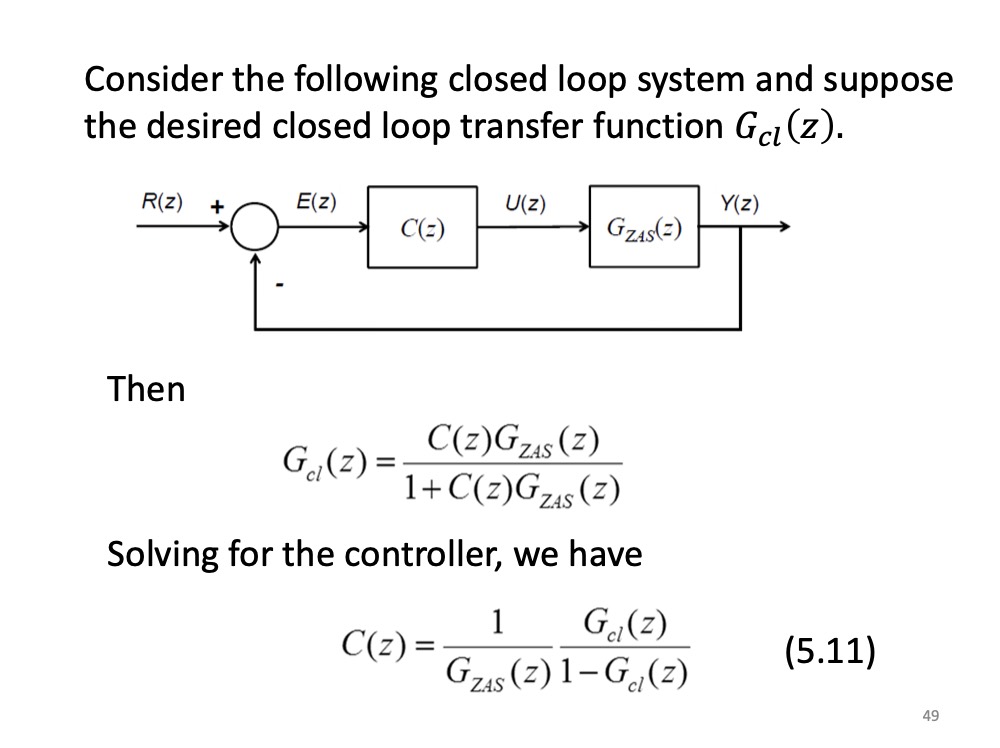 Consider the following closed loop system and suppose
the desired closed loop transfer function G_cl(z).
R(z) + E(z) C(z) U(z) G_ZAS(z) Y(z)
-
Then
G_cl(z) = C(z)G_ZAS(z) / 1+C(z)G_ZAS(z)
Solving for the controller, we have
C(z) = 1 / G_ZAS(z) G_cl(z) / 1−G_cl(z) (5.11)
49